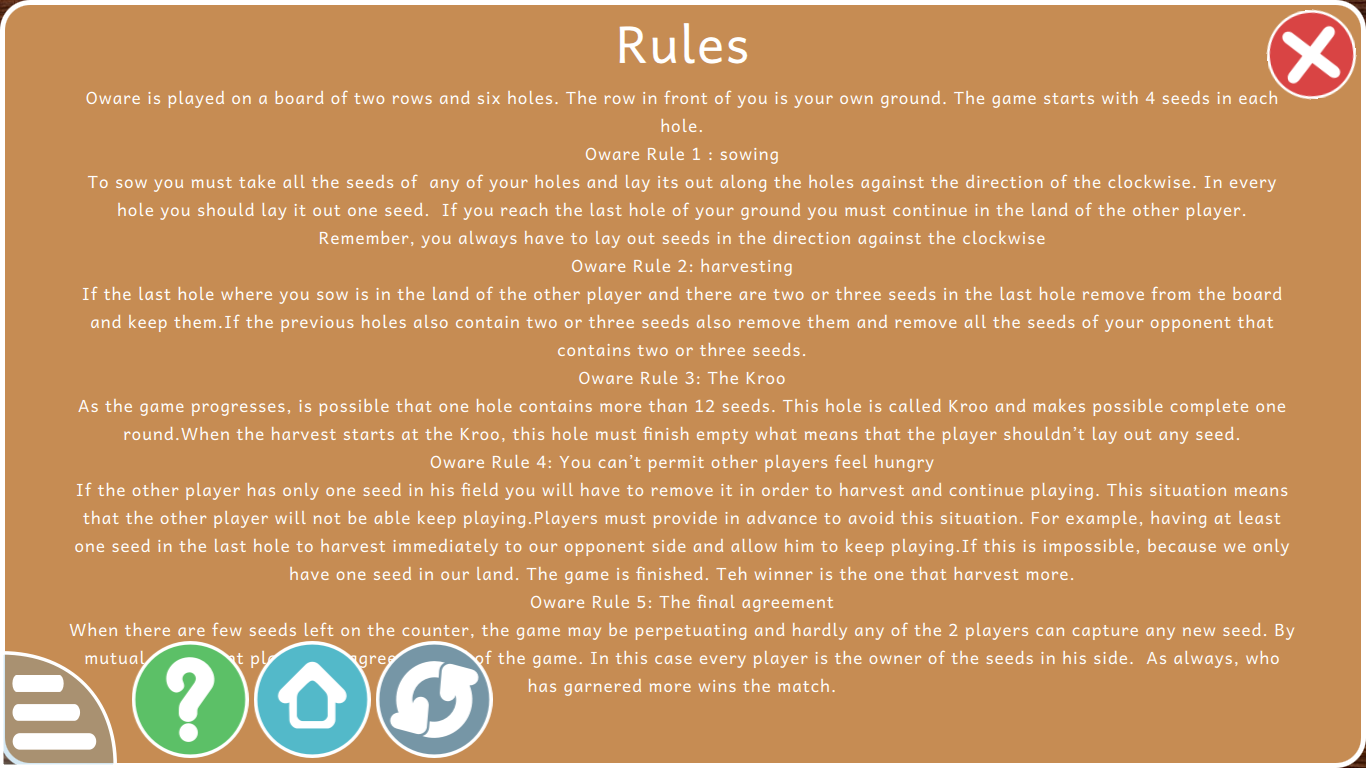 Rules
Oware is played on a board of two rows and six holes. The row in front of you is your own ground. The game starts with 4 seeds in each
hole.
Oware Rule 1 : sowing
To sow you must take all the seeds of  any of your holes and lay its out along the holes against the direction of the clockwise. In every
hole you should lay it out one seed.  If you reach the last hole of your ground you must continue in the land of the other player.
Remember, you always have to lay out seeds in the direction against the clockwise
Oware Rule 2: harvesting
If the last hole where you sow is in the land of the other player and there are two or three seeds in the last hole remove from the board
and keep them.If the previous holes also contain two or three seeds also remove them and remove all the seeds of your opponent that
contains two or three seeds.
Oware Rule 3: The Kroo
As the game progresses, is possible that one hole contains more than 12 seeds. This hole is called Kroo and makes possible complete one
round.When the harvest starts at the Kroo, this hole must finish empty what means that the player shouldn't lay out any seed.
Oware Rule 4: You can't permit other players feel hungry
If the other player has only one seed in his field you will have to remove it in order to harvest and continue playing. This situation means
that the other player will not be able keep playing.Players must provide in advance to avoid this situation. For example, having at least
one seed in the last hole to harvest immediately to our opponent side and allow him to keep playing.If this is impossible, because we only
have one seed in our land. The game is finished. Teh winner is the one that harvest more.
Oware Rule 5: The final agreement
When there are few seeds left on the counter, the game may be perpetuating and hardly any of the 2 players can capture any new seed. By
mutual of the game. In this case every player is the owner of the seeds in his side.  As always, who
has garnered more wins the match.